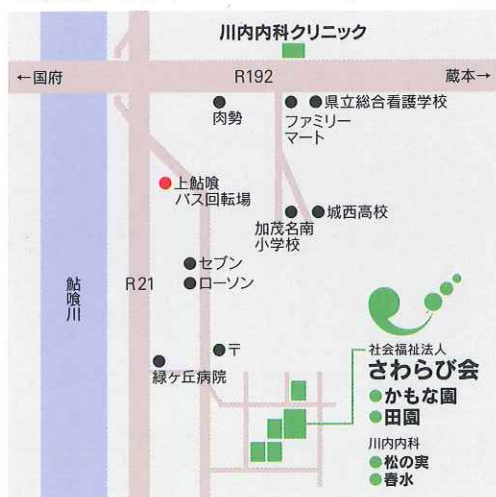 川内内科クリニック
←国府
R192
蔵本→
肉勢
ファミリー
マート
県立総合看護学校
上鮎喰
バス回転場
加茂名南
小学校
城西高校
セブン
ローソン
鮎喰川
R21
〒
緑ヶ丘病院
社会福祉法人
さわらび会
かもな園
田園
川内内科
松の実
春水